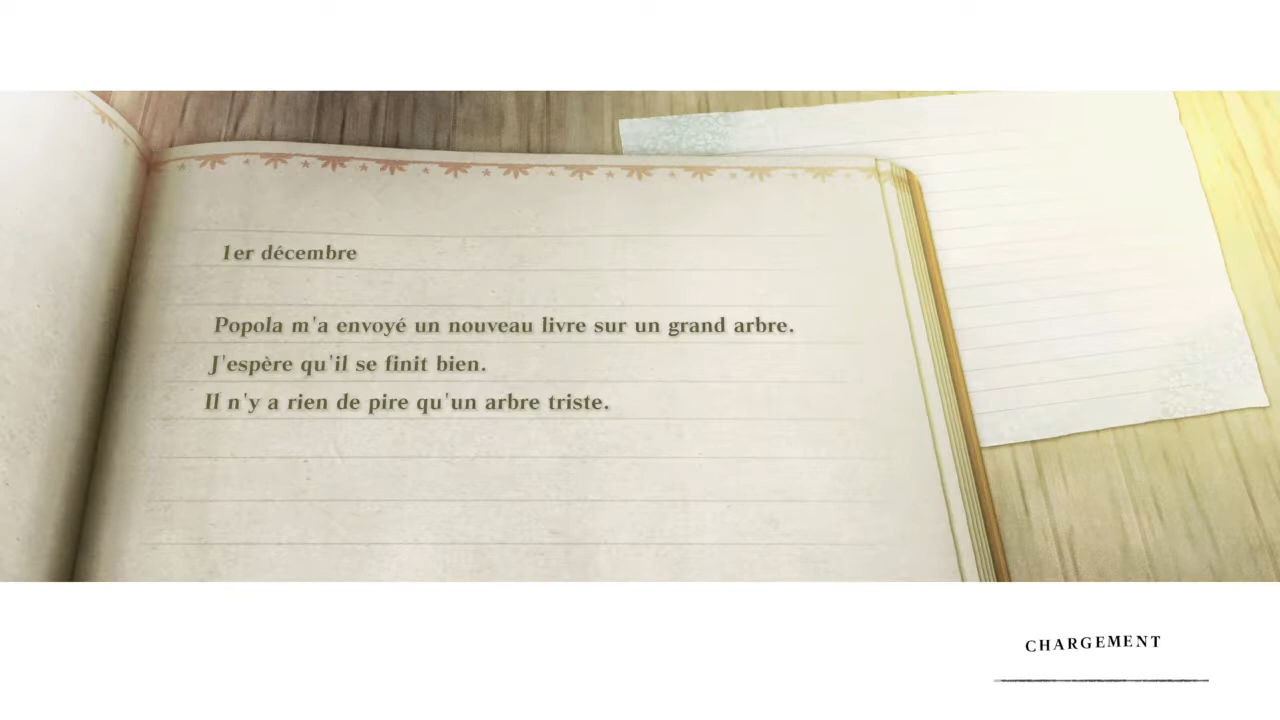 1er décembre
Popola m'a envoyé un nouveau livre sur un grand arbre.
J'espère qu'il se finit bien.
Il n'y a rien de pire qu'un arbre triste.
CHARGEMENT